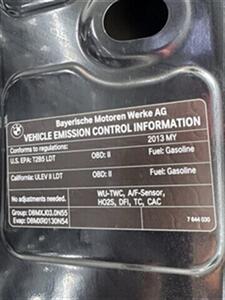 Bayerische Motoren Werke AG
VEHICLE EMISSION CONTROL INFORMATION
Conforms to regulations: 2013 MY
U.S. EPA: T2B5 LDT OBD: II Fuel: Gasoline
California: ULEV II LDT OBD: II Fuel: Gasoline
No adjustments needed. WU-TWC, A/F-Sensor,
HO2S, DFI, TC, CAC
Group: DBMXJ03.0N55
Evap: DBMXR0130N54 7 644 030